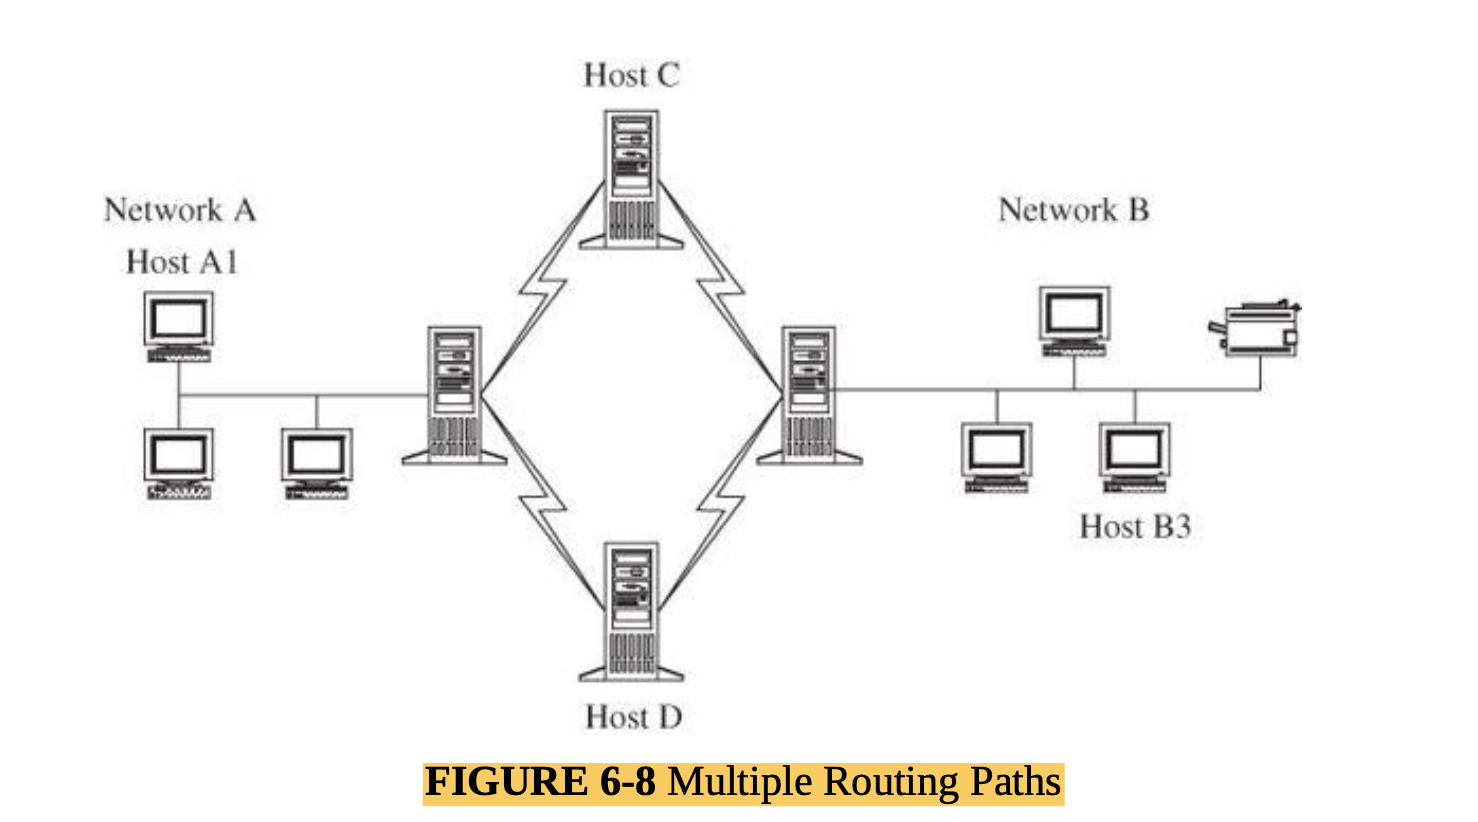 Host C
Network A
Network B
Host A1
Host B3
Host D
FIGURE 6-8 Multiple Routing Paths